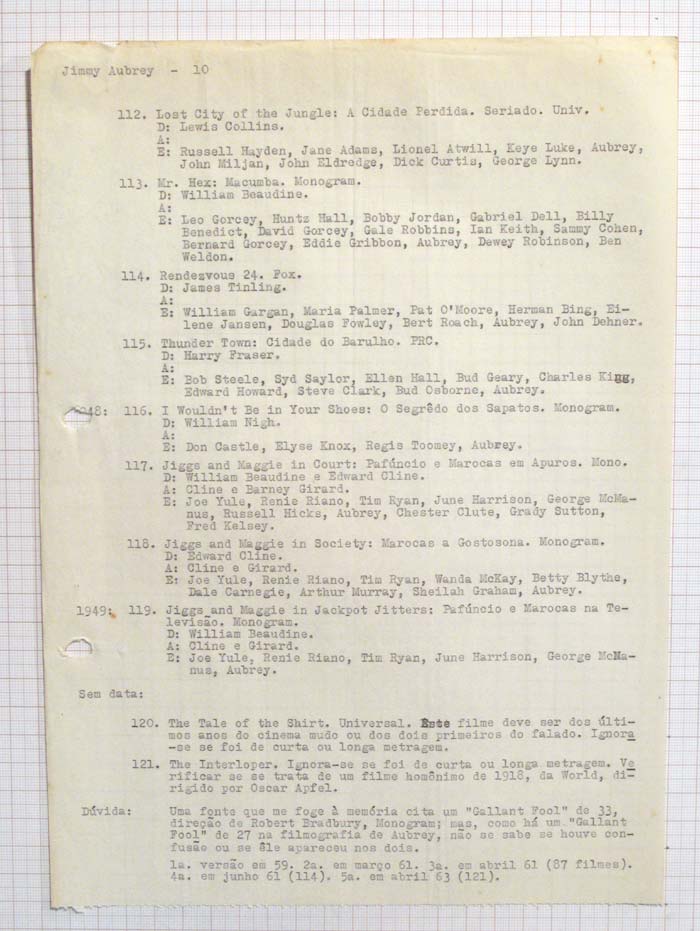 Jimmy Aubrey - 10
112. Lost City of the Jungle: A Cidade Perdida. Seriado. Univ.
D: Lewis Collins.
A:
E: Russell Hayden, Jane Adams, Lionel Atwill, Keye Luke, Aubrey,
John Miljan, John Eldredge, Dick Curtis, George Lynn.
113. Mr. Hex: Macumba. Monogram.
D: William Beaudine.
A:
E: Leo Gorcey, Huntz Hall, Bobby Jordan, Gabriel Dell, Billy
Benedict, David Gorcey, Gale Robbins, Ian Keith, Sammy Cohen,
Bernard Gorcey, Eddie Gribbon, Aubrey, Dewey Robinson, Ben
Weldon.
114. Rendezvous 24. Fox.
D: James Tinling.
A:
E: William Gargan, Maria Palmer, Pat O'Moore, Herman Bing, Ei-
lene Jansen, Douglas Fowley, Bert Roach, Aubrey, John Dehner.
115. Thunder Town: Cidade do Barulho. PRC.
D: Harry Fraser.
A:
E: Bob Steele, Syd Saylor, Ellen Hall, Bud Geary, Charles King,
Edward Howard, Steve Clark, Bud Osborne, Aubrey.
48: 116. I Wouldn't Be in Your Shoes: O Segrêdo dos Sapatos. Monogram.
D: William Nigh.
A:
E: Don Castle, Elyse Knox, Regis Toomey, Aubrey.
117. Jiggs and Maggie in Court: Pafúncio e Marocas em Apuros. Mono.
D: William Beaudine e Edward Cline.
A: Cline e Barney Girard.
E: Joe Yule, Renie Riano, Tim Ryan, June Harrison, George McMa-
nus, Russell Hicks, Aubrey, Chester Clute, Grady Sutton,
Fred Kelsey.
118. Jiggs and Maggie in Society: Marocas a Gostosona. Monogram.
D: Edward Cline.
A: Cline e Girard.
E: Joe Yule, Renie Riano, Tim Ryan, Wanda McKay, Betty Blythe,
Dale Carnegie, Arthur Murray, Sheilah Graham, Aubrey.
1949: 119. Jiggs and Maggie in Jackpot Jitters: Pafúncio e Marocas na Te-
levisão. Monogram.
D: William Beaudine.
A: Cline e Girard.
E: Joe Yule, Renie Riano, Tim Ryan, June Harrison, George McMa-
nus, Aubrey.
Sem data:
120. The Tale of the Shirt. Universal. Este filme deve ser dos últi-
mos anos do cinema mudo ou dos dois primeiros do falado. Ignora
-se se foi de curta ou longa metragem.
121. The Interloper. Ignora-se se foi de curta ou longa metragem. Ve
rificar se se trata de um filme homônimo de 1918, da World, di-
rigido por Oscar Apfel.
Dúvida: Uma fonte que me foge à memória cita um "Gallant Fool" de 33,
direção de Robert Bradbury, Monogram; mas, como há um "Gallant
Fool" de 27 na filmografia de Aubrey, não se sabe se houve con-
fusão ou se êle apareceu nos dois.
1a. versão em 59. 2a. em março 61. 3a. em abril 61 (87 filmes).
4a. em junho 61 (114). 5a. em abril 63 (121).